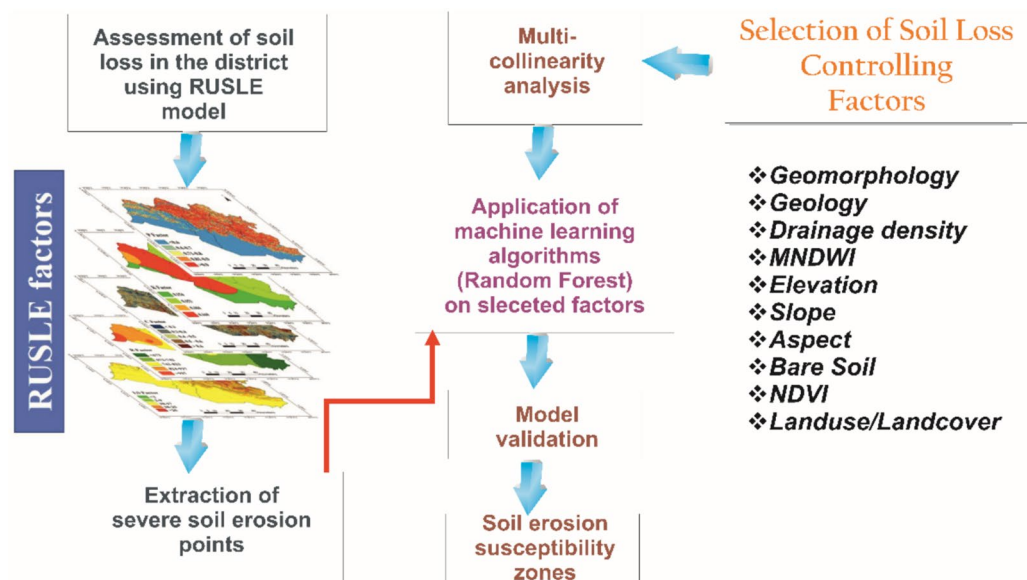 Assessment of soil
loss in the district
using RUSLE
model
RUSLE factors
Extraction of
severe soil erosion
points
Multi-
collinearity
analysis
Application of
machine learning
algorithms
(Random Forest)
on sleceted factors
Model
validation
Soil erosion
susceptibility
zones
Selection of Soil Loss
Controlling
Factors
❖Geomorphology
❖Geology
❖Drainage density
❖MNDWI
❖Elevation
❖Slope
❖Aspect
❖Bare Soil
❖NDVI
❖Landuse/Landcover